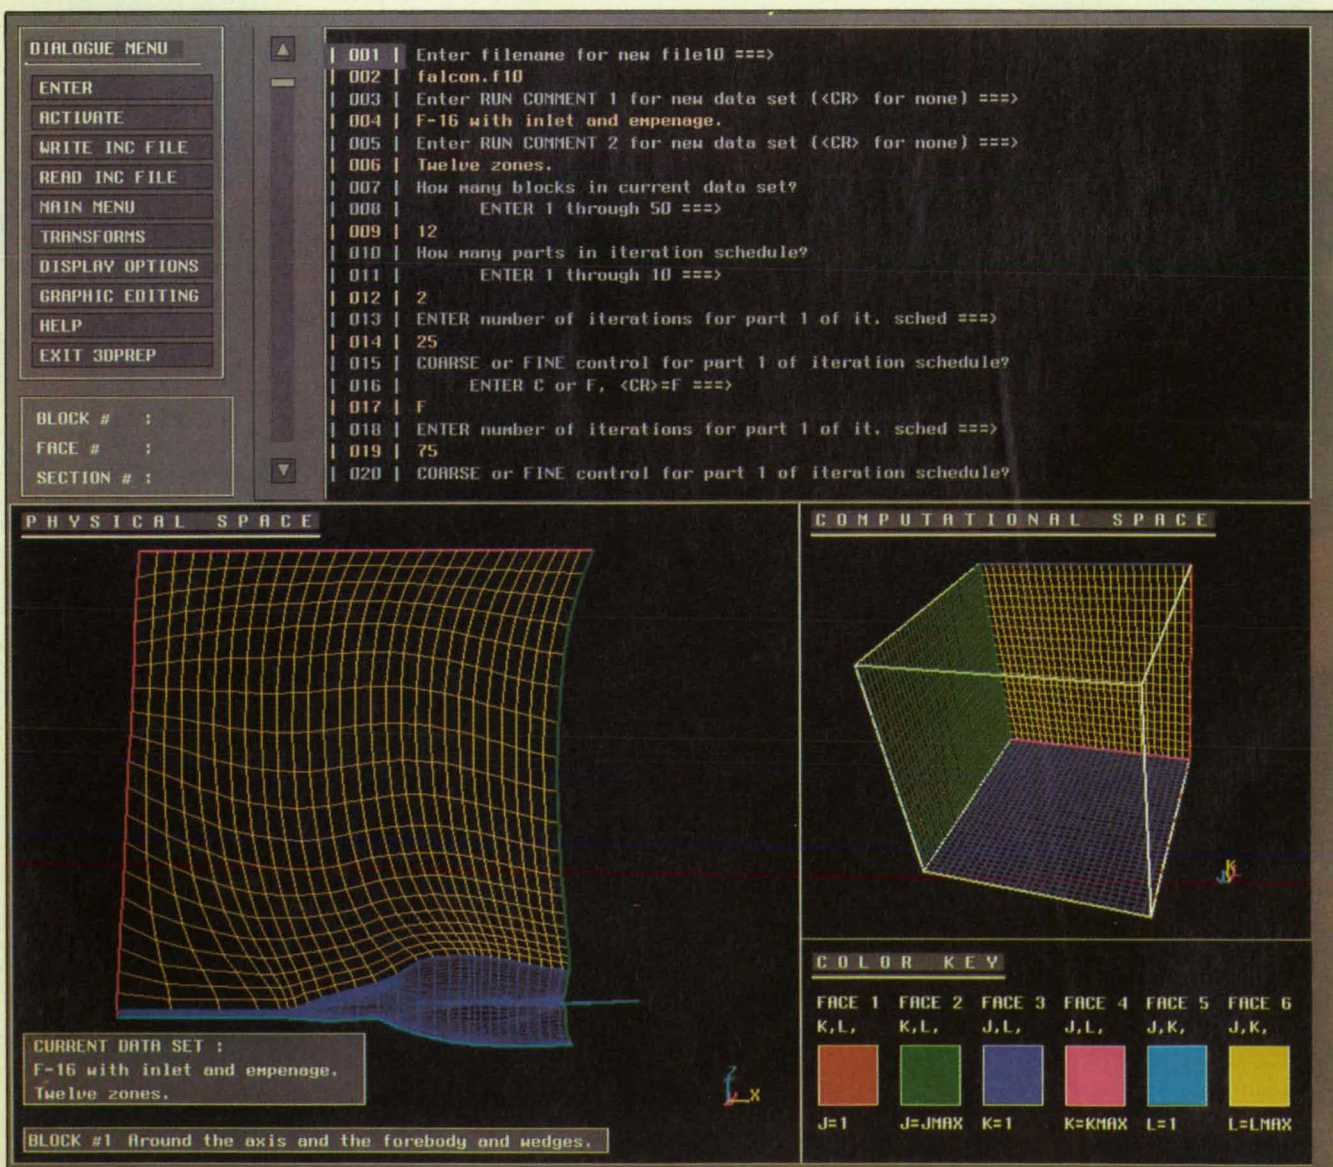 DIALOGUE MENU
ENTER
ACTIVATE
WRITE INC FILE
READ INC FILE
MAIN MENU
TRANSFORMS
DISPLAY OPTIONS
GRAPHIC EDITING
HELP
EXIT 3DPREP
BLOCK # :
FACE # :
SECTION # :
| 001 | Enter filename for new file10 ===>
| 002 | falcon.f10
| 003 | Enter RUN COMMENT 1 for new data set (<CR> for none) ===>
| 004 | F-16 with inlet and empenage.
| 005 | Enter RUN COMMENT 2 for new data set (<CR> for none) ===>
| 006 | Twelve zones.
| 007 | How many blocks in current data set?
| 008 | ENTER 1 through 50 ===>
| 009 | 12
| 010 | How many parts in iteration schedule?
| 011 | ENTER 1 through 10 ===>
| 012 | 2
| 013 | ENTER number of iterations for part 1 of it. sched ===>
| 014 | 25
| 015 | COARSE or FINE control for part 1 of iteration schedule?
| 016 | ENTER C or F, <CR>=F ===>
| 017 | F
| 018 | ENTER number of iterations for part 1 of it. sched ===>
| 019 | 75
| 020 | COARSE or FINE control for part 1 of iteration schedule?
PHYSICAL SPACE
Z
X
CURRENT DATA SET :
F-16 with inlet and empenage.
Twelve zones.
BLOCK #1 Around the axis and the forebody and wedges.
COMPUTATIONAL SPACE
K
J
L
COLOR KEY
FACE 1 FACE 2 FACE 3 FACE 4 FACE 5 FACE 6
K,L, K,L, J,L, J,L, J,K, J,K,
J=1 J=JMAX K=1 K=KMAX L=1 L=LMAX